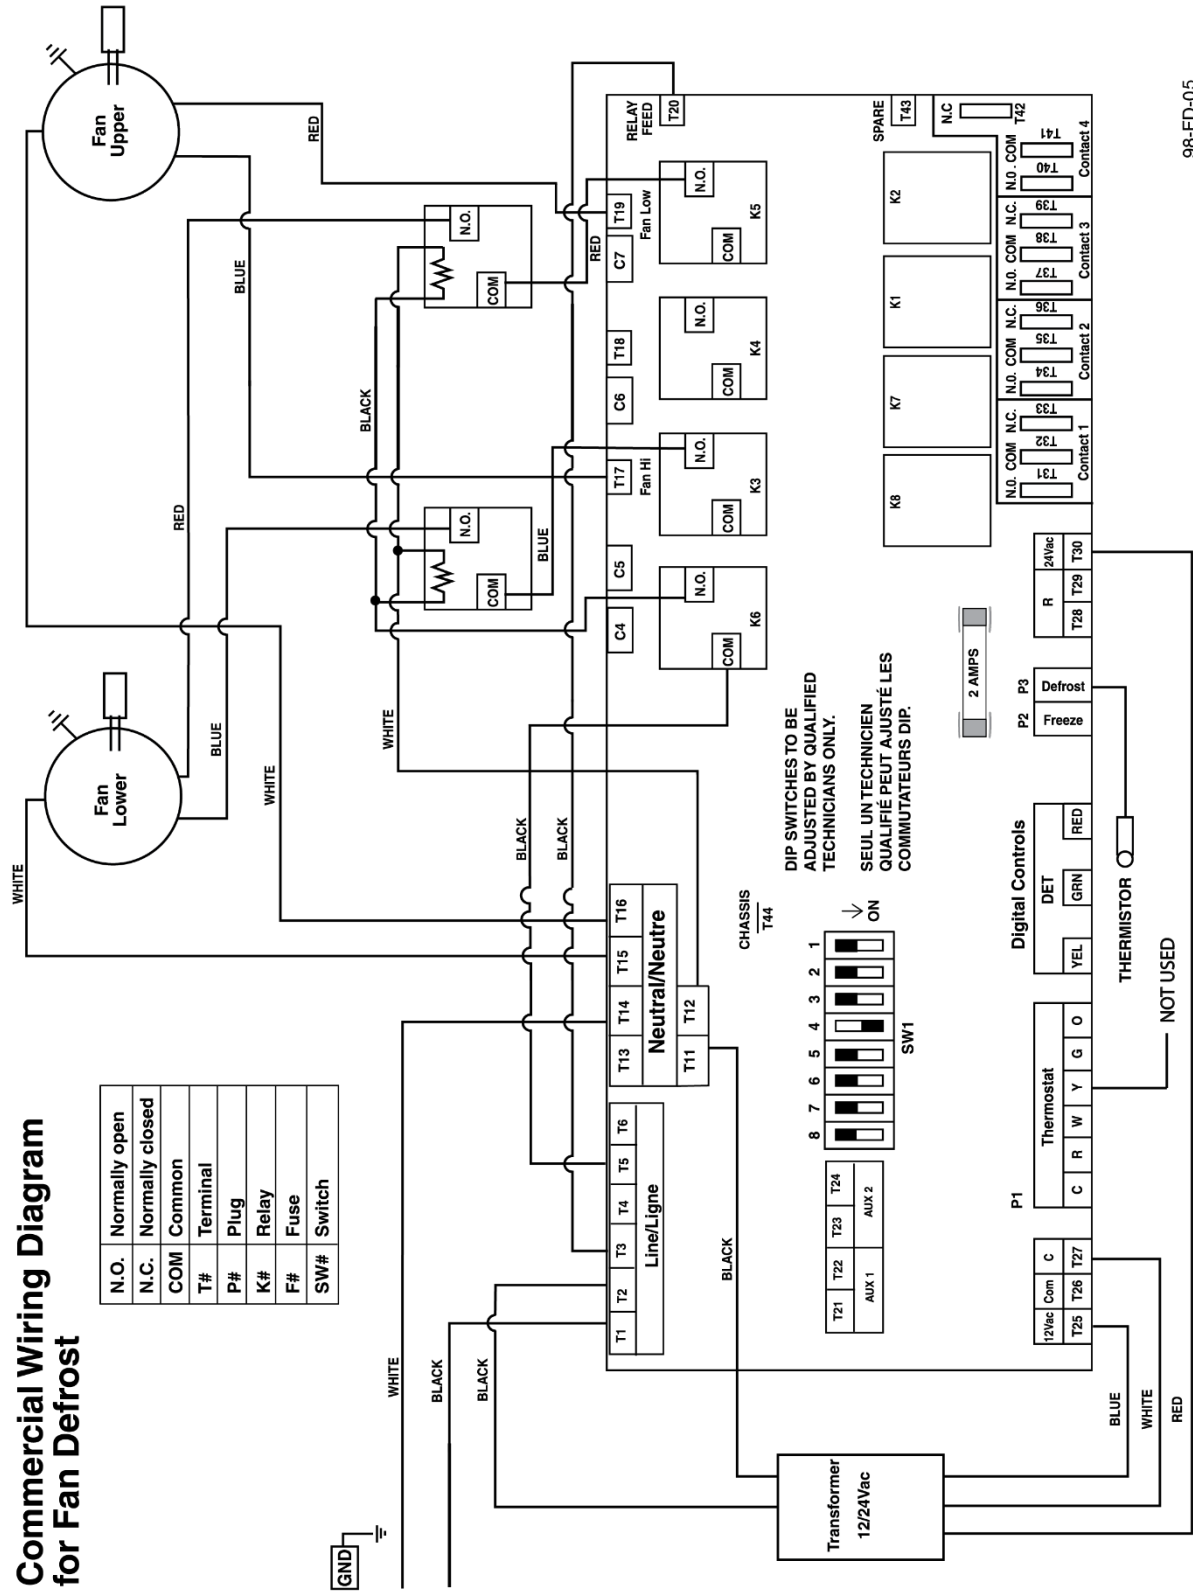 Commercial Wiring Diagram
for Fan Defrost
N.O. Normally open
N.C. Normally closed
COM Common
T# Terminal
P# Plug
K# Relay
F# Fuse
SW# Switch
GND
WHITE
BLACK
BLACK
Transformer
12/24Vac
BLACK
BLUE
WHITE
RED
Fan
Lower
WHITE
WHITE
RED
BLUE
Fan
Upper
RED
BLUE
BLACK
WHITE
N.O.
COM
N.O.
COM
BLUE
RED
BLACK
BLACK
T1 T2 T3 T4 T5 T6
Line/Ligne
T13 T14 T15 T16
Neutral/Neutre
T11 T12
C4 C5 T17 C6 T18 C7 T19
Fan Hi
Fan Low
RELAY
FEED
T20
COM N.O. K6
COM N.O. K3
COM N.O. K4
COM N.O. K5
CHASSIS
T44
DIP SWITCHES TO BE
ADJUSTED BY QUALIFIED
TECHNICIANS ONLY.
SEUL UN TECHNICIEN
QUALIFIÉ PEUT AJUSTÉ LES
COMMUTATEURS DIP.
8 7 6 5 4 3 2 1
ON
SW1
T21 T22 T23 T24
AUX 1 AUX 2
K8 K7 K1 K2
SPARE
T43
2 AMPS
N.C
T42
N.O. COM N.C. N.O. COM N.C. N.O. COM N.C. N.O. COM
T31 T32 T33 T34 T35 T36 T37 T38 T39 T40 T41
Contact 1 Contact 2 Contact 3 Contact 4
12Vac Com C
T25 T26 T27
P1
Thermostat
C R W Y G O
NOT USED
Digital Controls
DET
YEL GRN RED
THERMISTOR
P2 P3
Freeze Defrost
R 24Vac
T28 T29 T30
98-ED-05